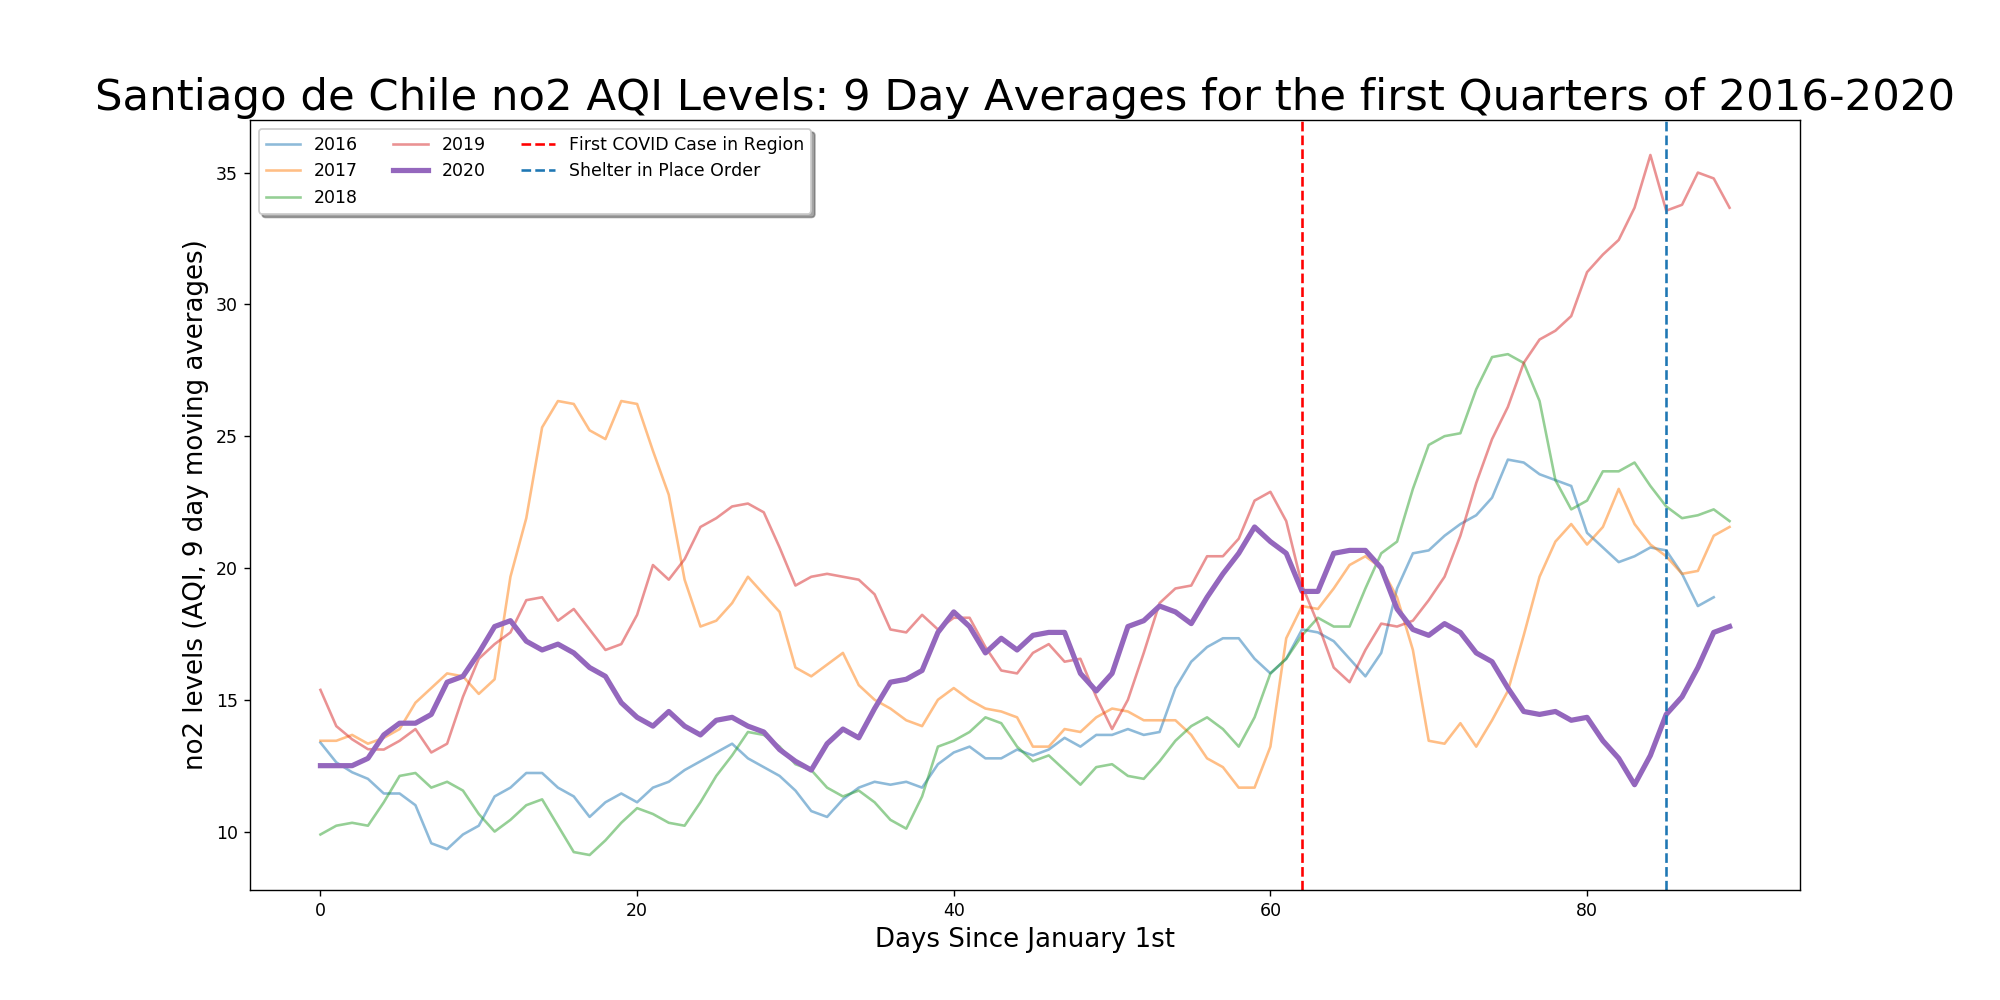 Santiago de Chile no2 AQI Levels: 9 Day Averages for the first Quarters of 2016-2020
2016
2017
2018
2019
2020
First COVID Case in Region
Shelter in Place Order
no2 levels (AQI, 9 day moving averages)
35
30
25
20
15
10
0 20 40 60 80
Days Since January 1st